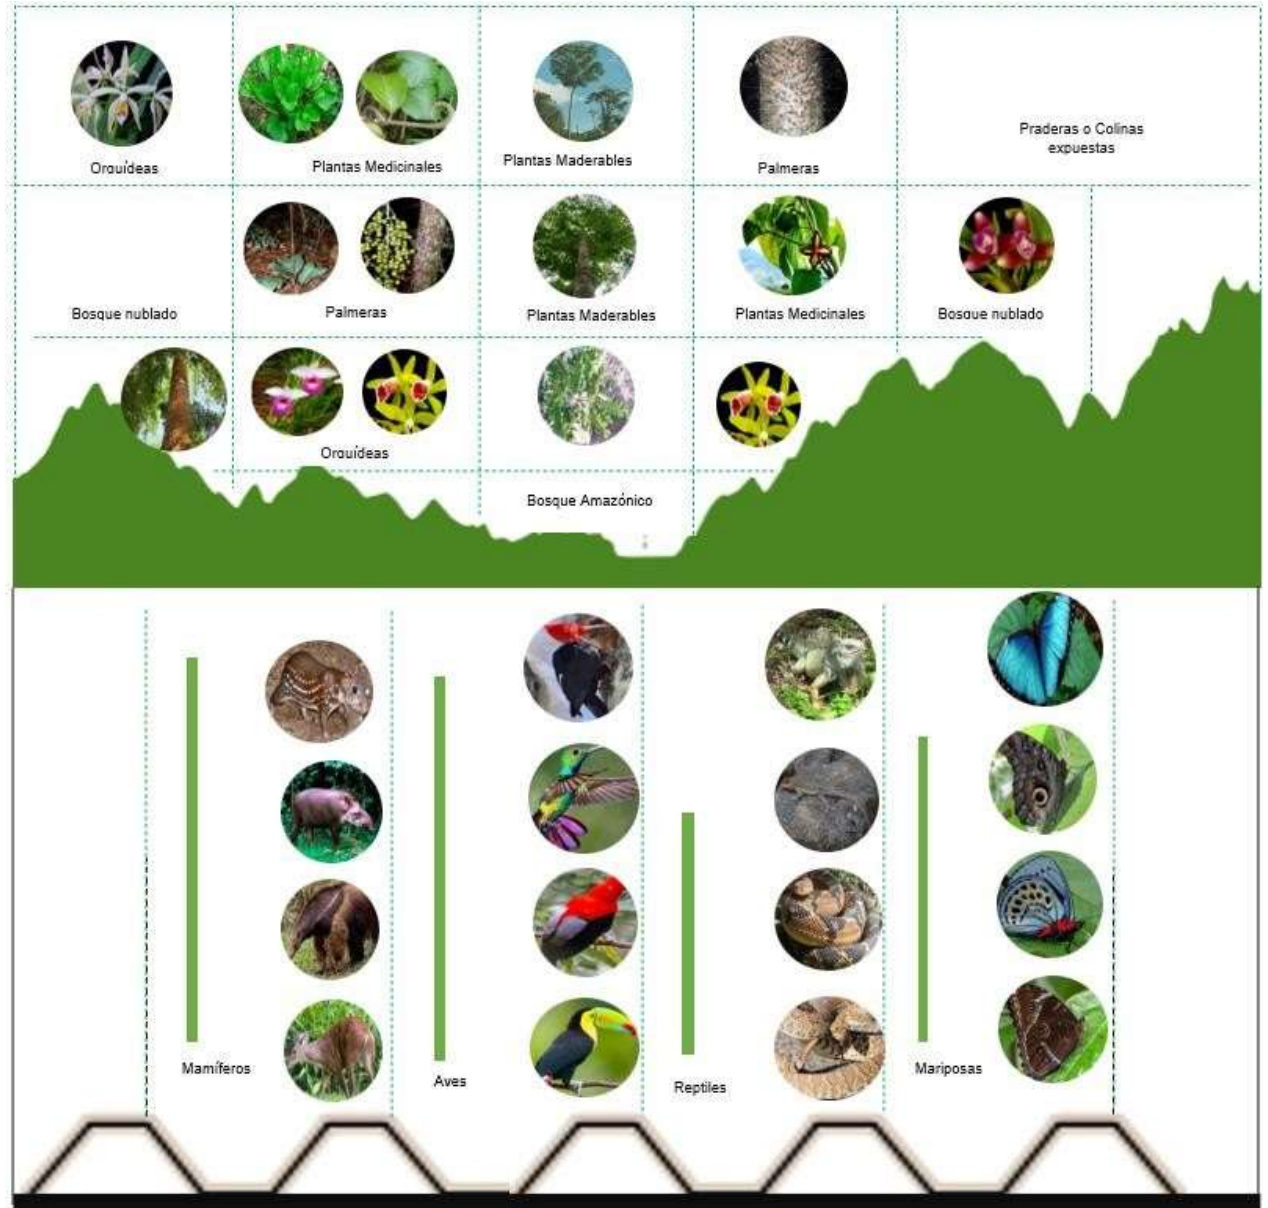 Orquídeas
Plantas Medicinales
Plantas Maderables
Palmeras
Praderas o Colinas
expuestas
Bosque nublado
Palmeras
Plantas Maderables
Plantas Medicinales
Bosque nublado
Orquídeas
Bosque Amazónico
Mamíferos
Aves
Reptiles
Mariposas